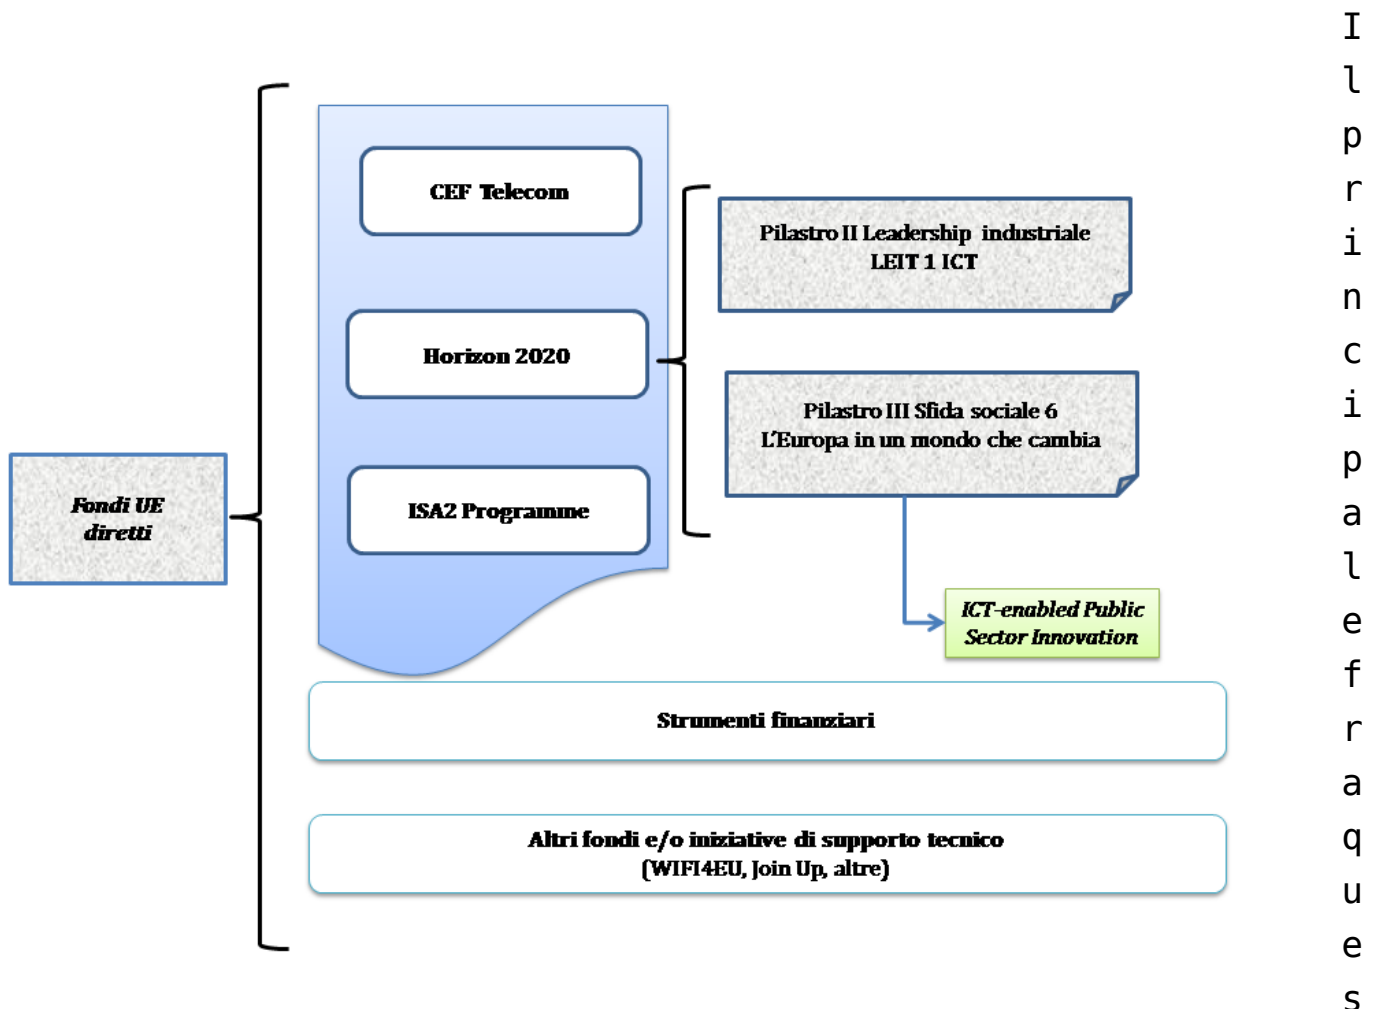 CEF Telecom
Pilastro II Leadership industriale
LEIT 1 ICT
Horizon 2020
Pilastro III Sfida sociale 6
L'Europa in un mondo che cambia
Fondi UE
diretti
ISA2 Programme
ICT-enabled Public
Sector Innovation
Strumenti finanziari
Altri fondi e/o iniziative di supporto tecnico
(WIFI4EU, Join Up, altre)
Il principale fra ques